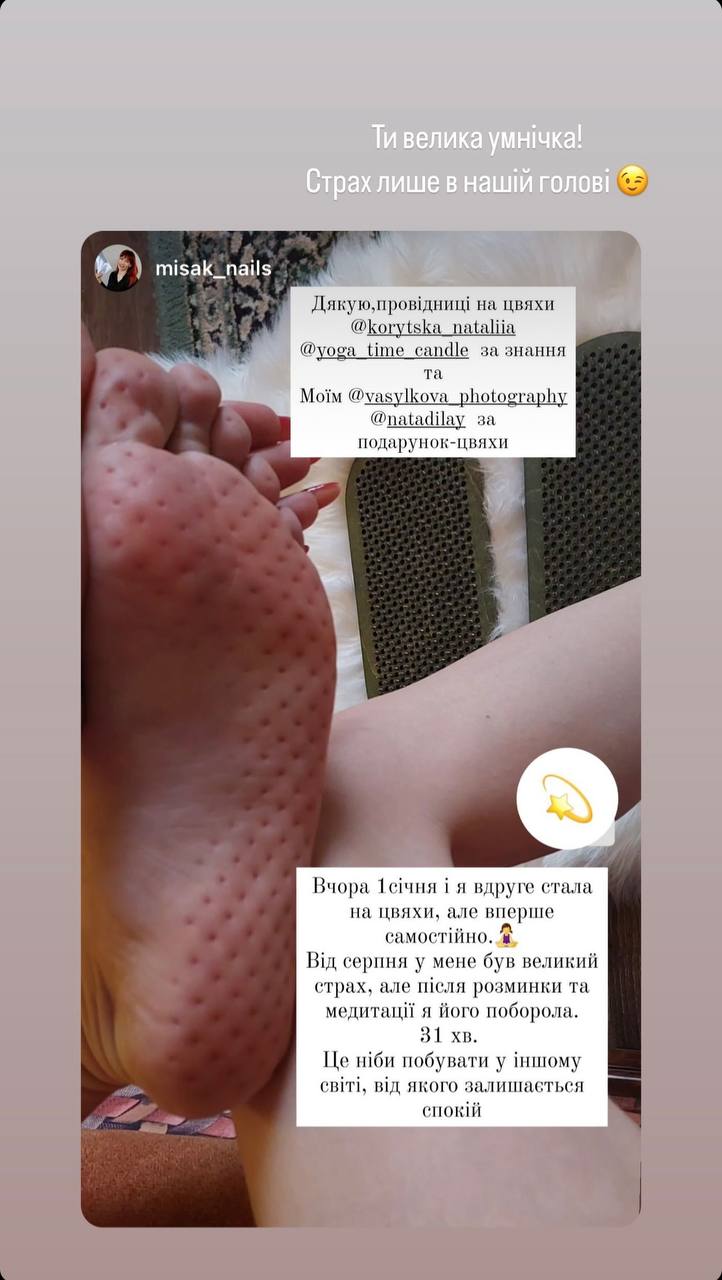 Ти велика умнічка!
Страх лише в нашій голові 😉
misak_nails
Дякую,провідниці на цвяхи
@korytska_nataliia
@yoga_time_candle за знання
та
Моїм @vasylkova_photography
@natadilay за
подарунок-цвяхи
Вчора 1січня і я вдруге стала
на цвяхи, але вперше
самостійно.🧘‍♀️
Від серпня у мене був великий
страх, але після розминки та
медитації я його поборола.
31 хв.
Це ніби побувати у іншому
світі, від якого залишається
спокій